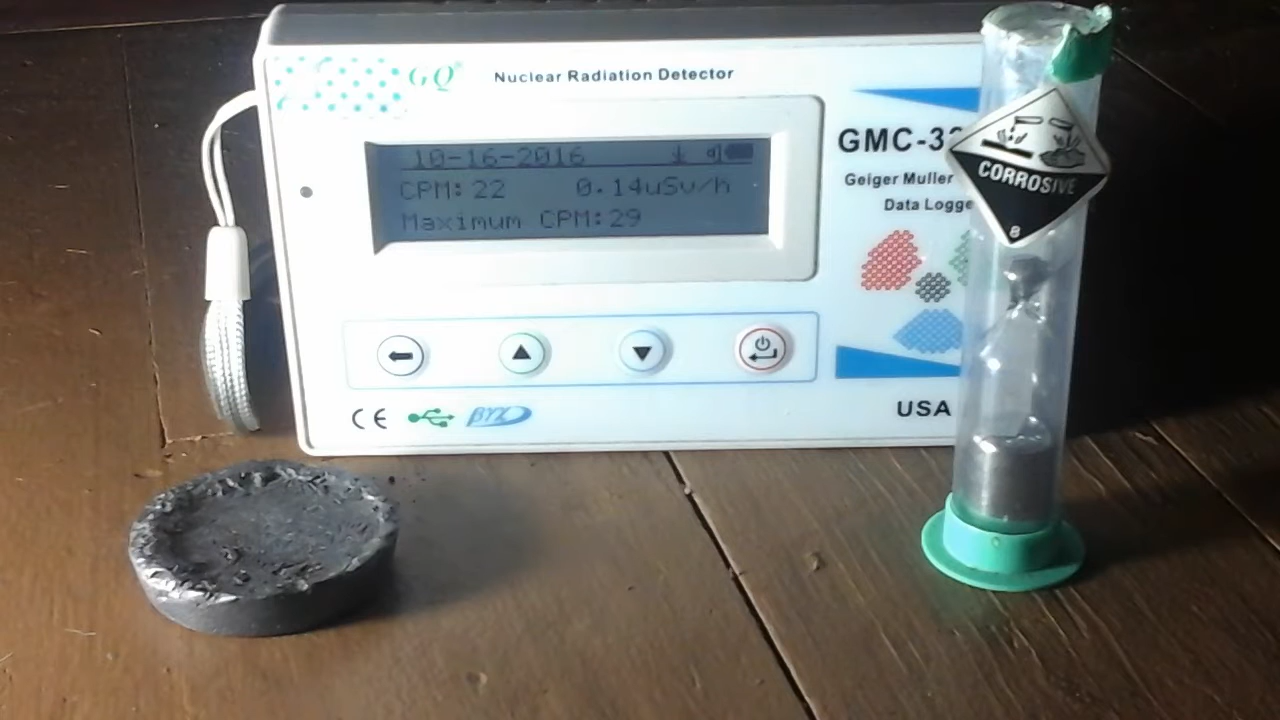 GQ
Nuclear Radiation Detector
10-16-2016
CPM: 22 0.14uSv/h
Maximum CPM: 29
GMC-3
Geiger Muller
Data Logge
CORROSIVE
8
CE
βγχ
USA